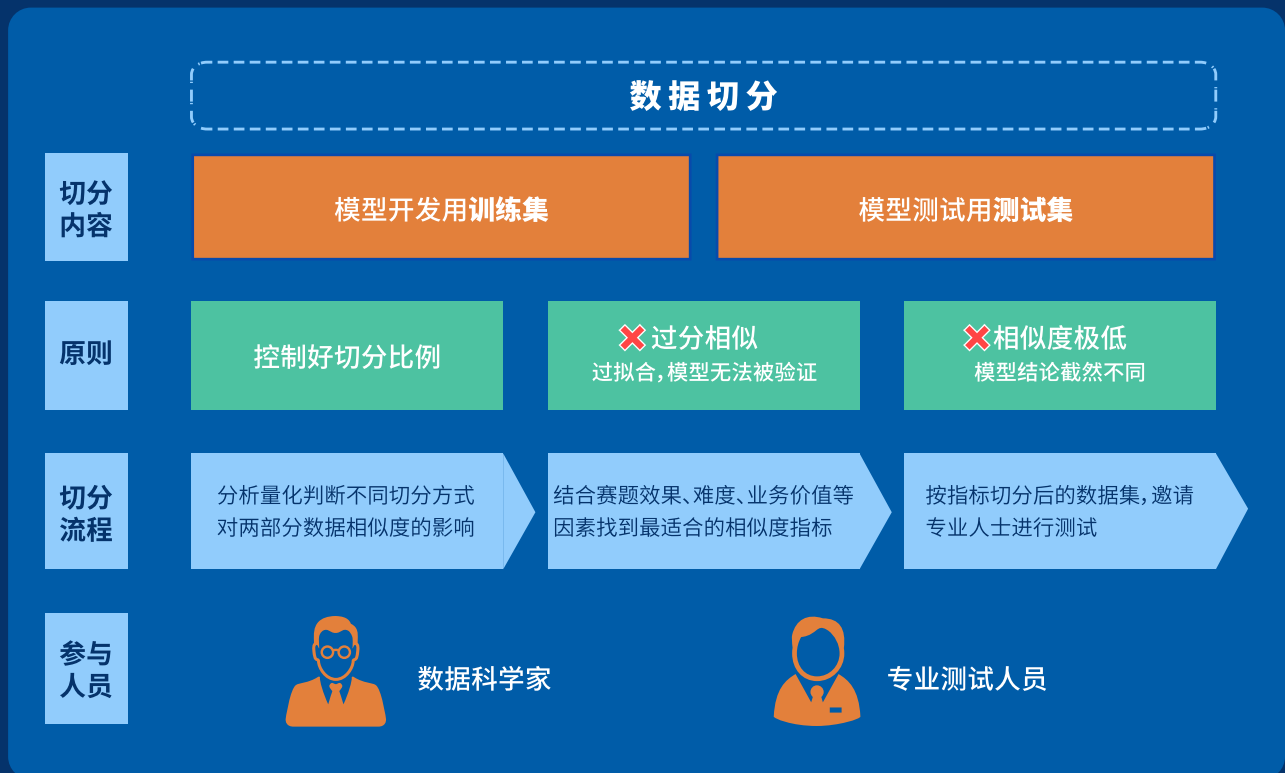 数据切分
切分
内容
模型开发用训练集
模型测试用测试集
原则
控制好切分比例
过分相似
过拟合,模型无法被验证
相似度极低
模型结论截然不同
切分
流程
分析量化判断不同切分方式
对两部分数据相似度的影响
结合赛题效果、难度、业务价值等
因素找到最适合的相似度指标
按指标切分后的数据集,邀请
专业人士进行测试
参与
人员
数据科学家
专业测试人员